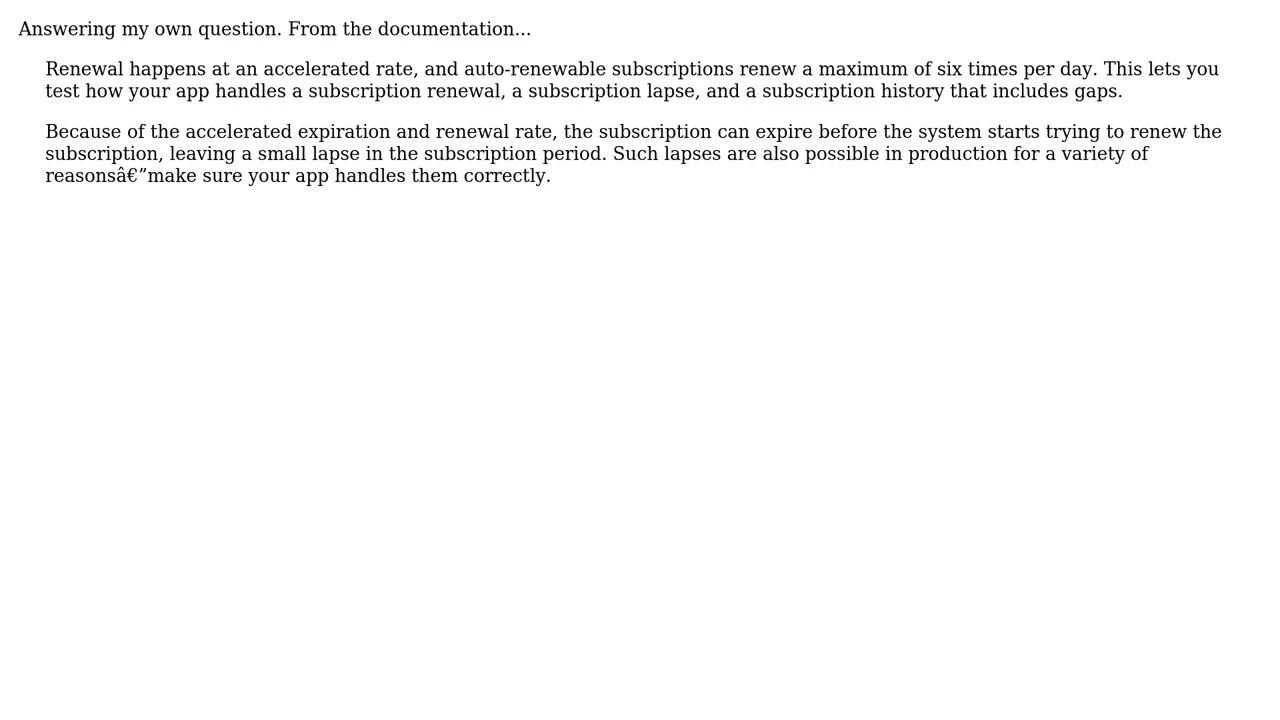 Answering my own question. From the documentation...
Renewal happens at an accelerated rate, and auto-renewable subscriptions renew a maximum of six times per day. This lets you
test how your app handles a subscription renewal, a subscription lapse, and a subscription history that includes gaps.
Because of the accelerated expiration and renewal rate, the subscription can expire before the system starts trying to renew the
subscription, leaving a small lapse in the subscription period. Such lapses are also possible in production for a variety of
reasonsâ€”make sure your app handles them correctly.